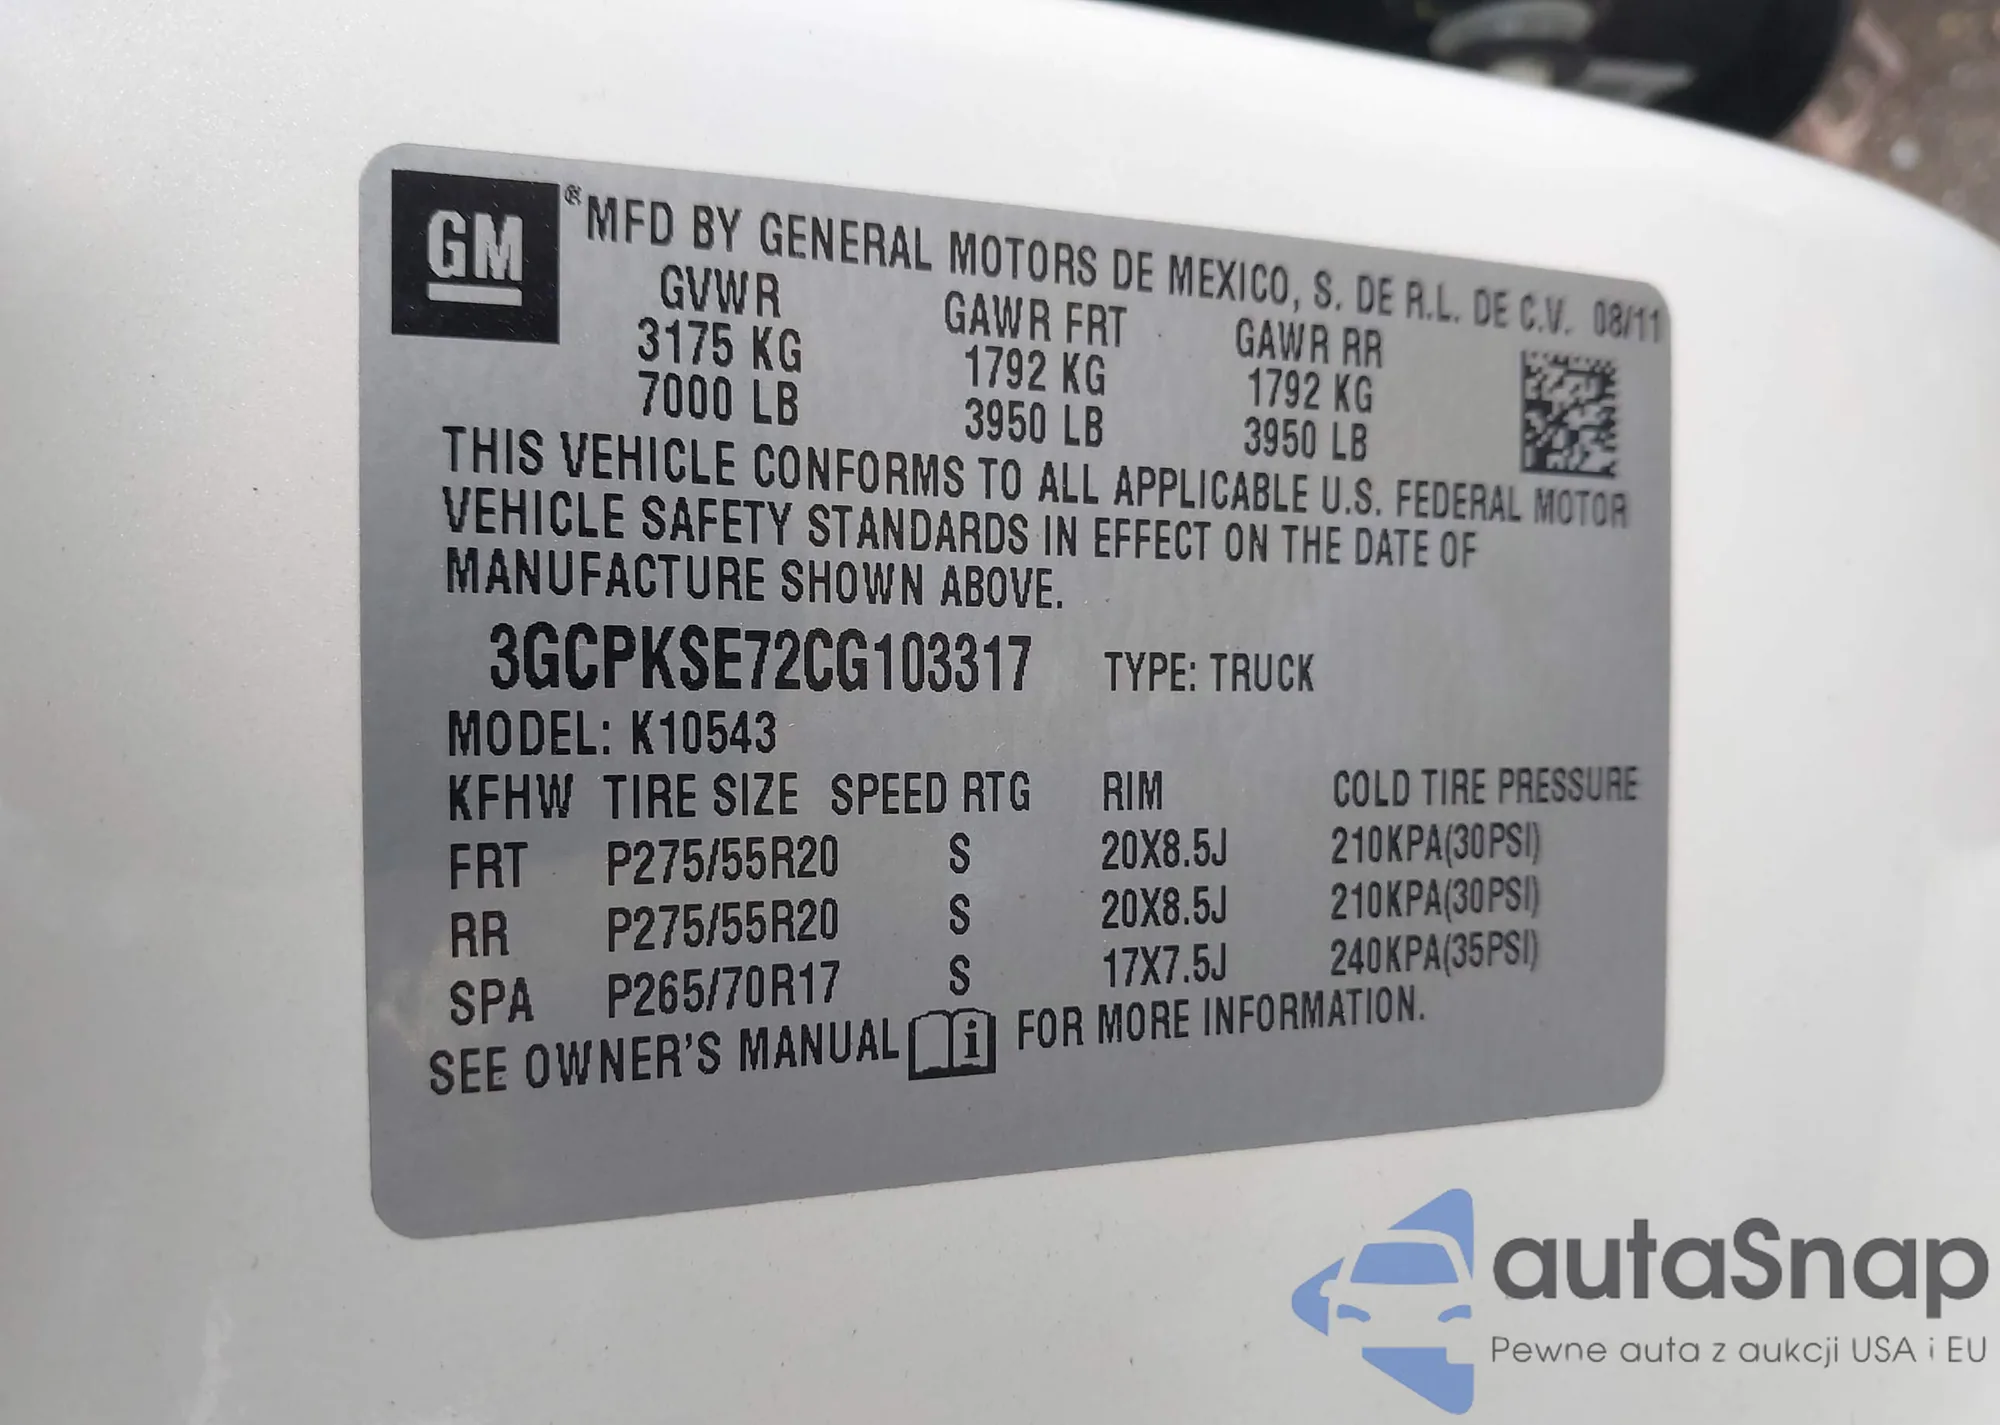 GM ® MFD BY GENERAL MOTORS DE MEXICO, S. DE R.L. DE C.V. 08/11
GVWR GAWR FRT GAWR RR
3175 KG 1792 KG 1792 KG
7000 LB 3950 LB 3950 LB
THIS VEHICLE CONFORMS TO ALL APPLICABLE U.S. FEDERAL MOTOR
VEHICLE SAFETY STANDARDS IN EFFECT ON THE DATE OF
MANUFACTURE SHOWN ABOVE.
3GCPKSE72CG103317 TYPE: TRUCK
MODEL: K10543
KFHW TIRE SIZE SPEED RTG RIM COLD TIRE PRESSURE
FRT P275/55R20 S 20X8.5J 210KPA(30PSI)
RR P275/55R20 S 20X8.5J 210KPA(30PSI)
SPA P265/70R17 S 17X7.5J 240KPA(35PSI)
SEE OWNER'S MANUAL i FOR MORE INFORMATION.
autaSnap
Pewne auta z aukcji USA i EU